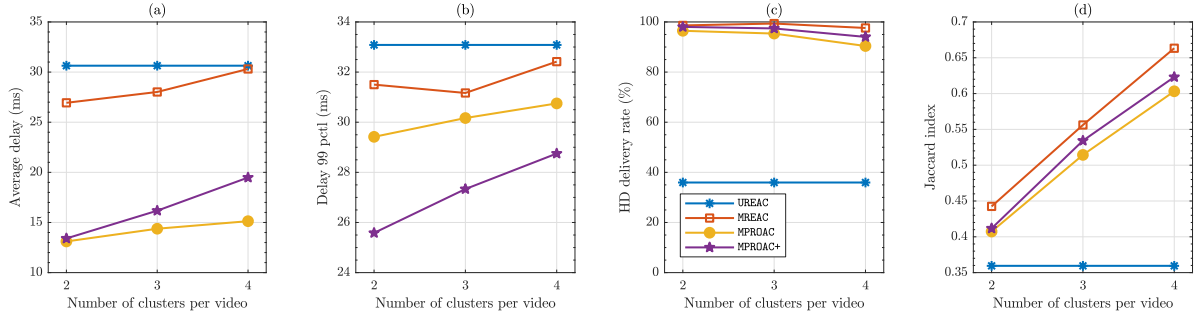 (a)
35
30
25
20
15
10
2
3
4
Average delay (ms)
Number of clusters per video
(b)
34
32
30
28
26
24
2
3
4
Delay 99 pctl (ms)
Number of clusters per video
(c)
100
80
60
40
20
0
2
3
4
HD delivery rate (%)
Number of clusters per video
UREAC
MREAC
MPROAC
MPROAC+
(d)
0.7
0.65
0.6
0.55
0.5
0.45
0.4
0.35
2
3
4
Jaccard index
Number of clusters per video